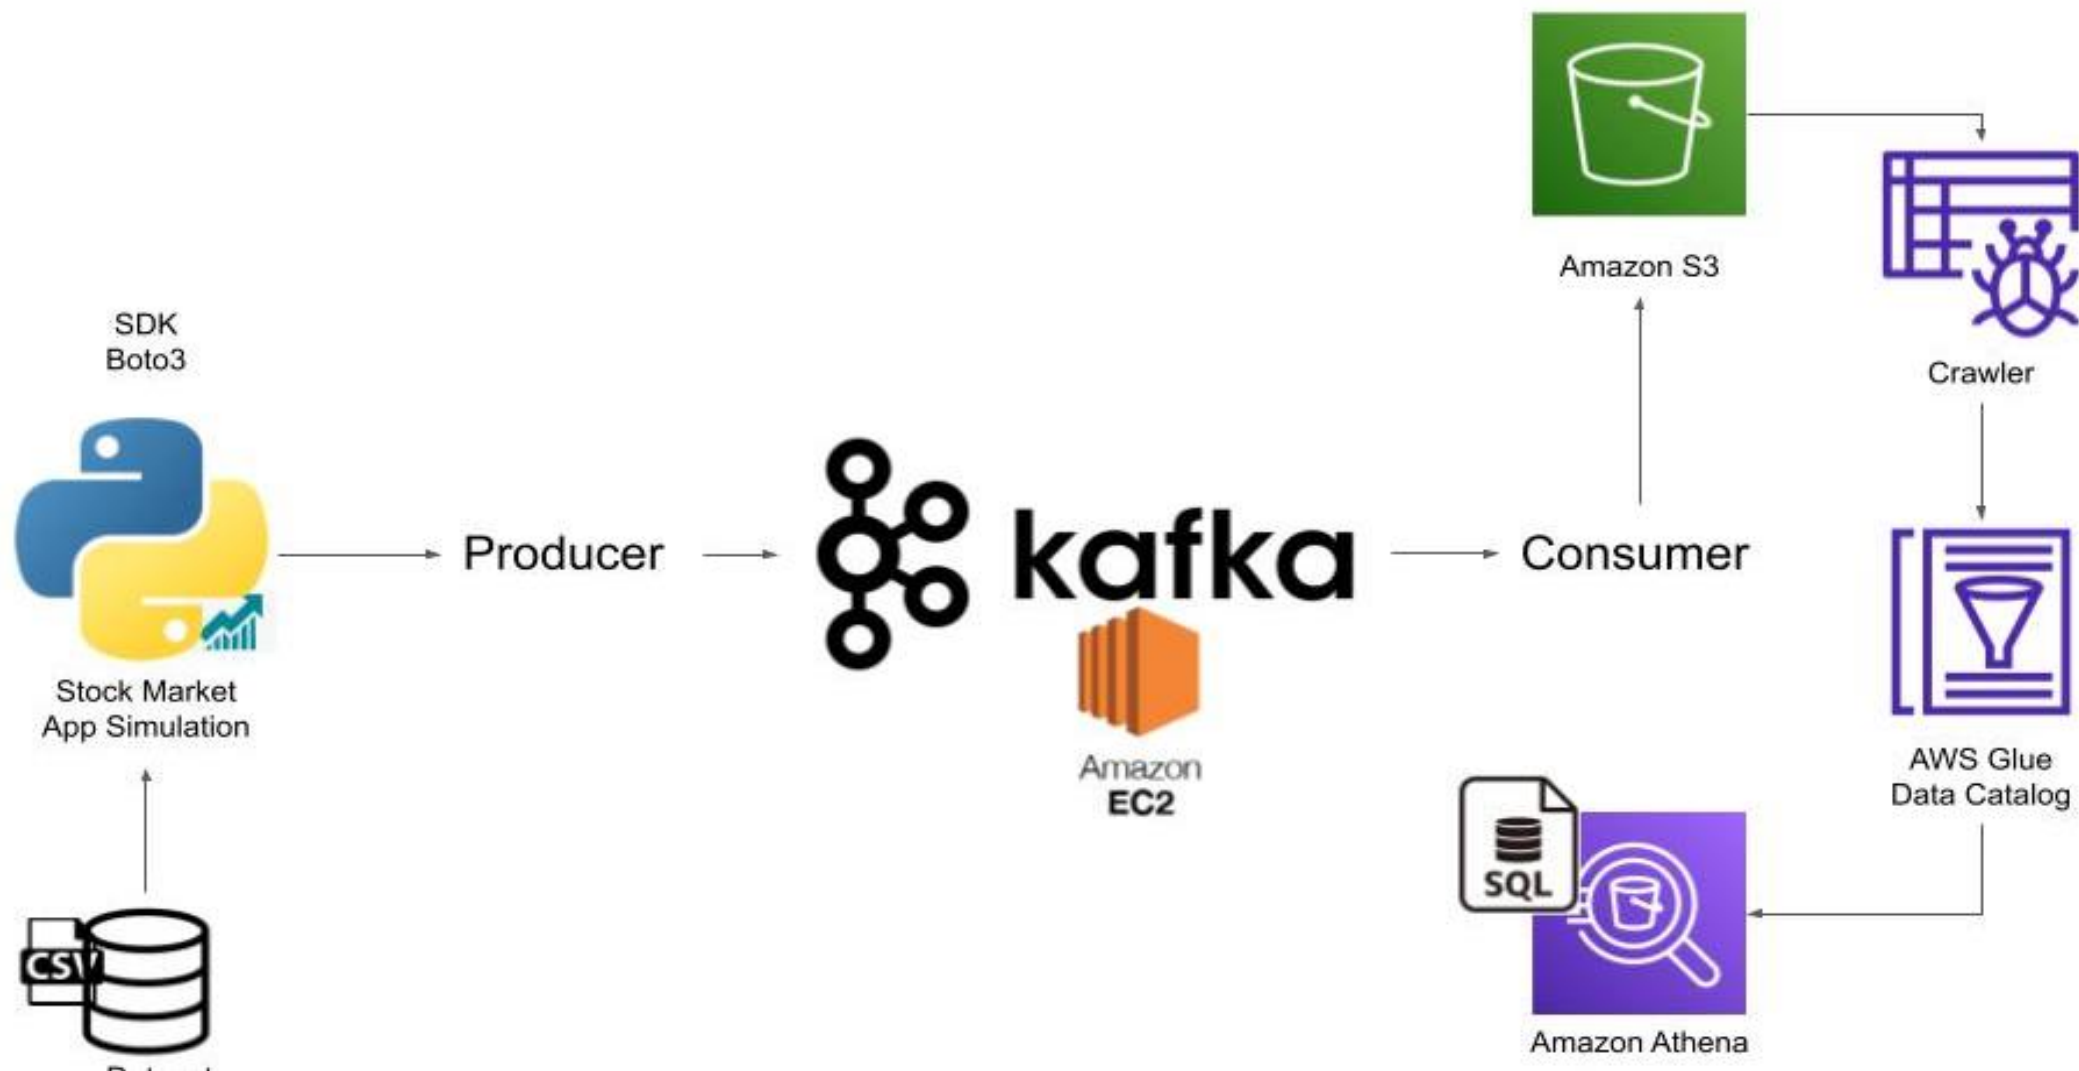 Amazon S3
SDK
Boto3
Crawler
Producer
kafka
Consumer
Stock Market
App Simulation
Amazon
EC2
AWS Glue
Data Catalog
SQL
CSV
Amazon Athena